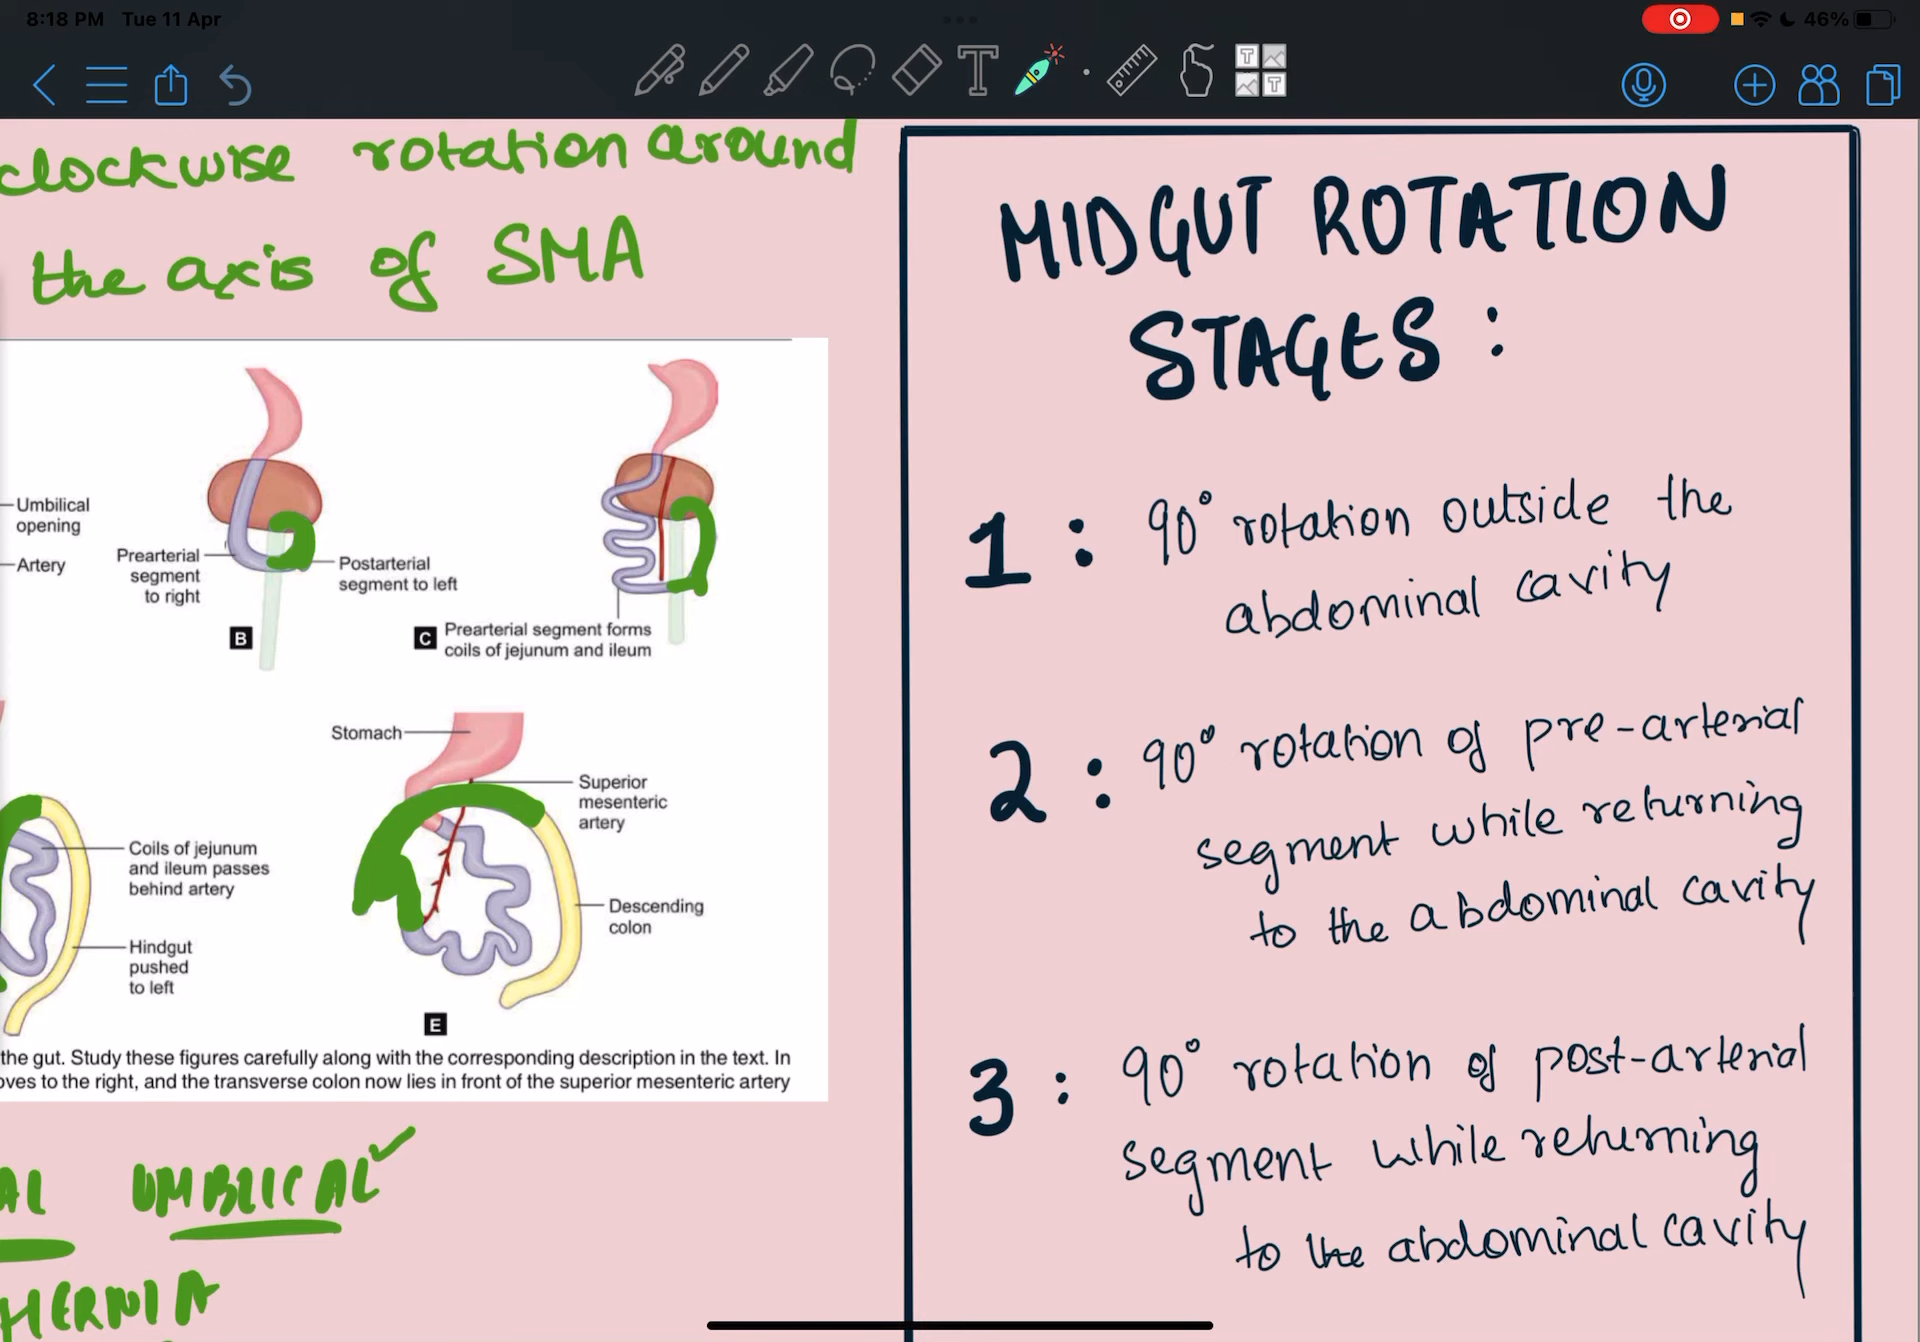 8:18 PM Tue 11 Apr
46%
clockwise rotation around
the axis of SMA
Umbilical
opening
Artery
Prearterial
segment
to right
Postarterial
segment to left
B
C
Prearterial segment forms
coils of jejunum and ileum
Stomach
Superior
mesenteric
artery
Coils of jejunum
and ileum passes
behind artery
Descending
colon
Hindgut
pushed
to left
E
the gut. Study these figures carefully along with the corresponding description in the text. In
oves to the right, and the transverse colon now lies in front of the superior mesenteric artery
AL UMBLICAL
HERNIA
MIDGUT ROTATION
STAGES:
1: 90° rotation outside the
abdominal cavity
2: 90° rotation of pre-arterial
segment while returning
to the abdominal cavity
3: 90° rotation of post-arterial
segment while returning
to the abdominal cavity